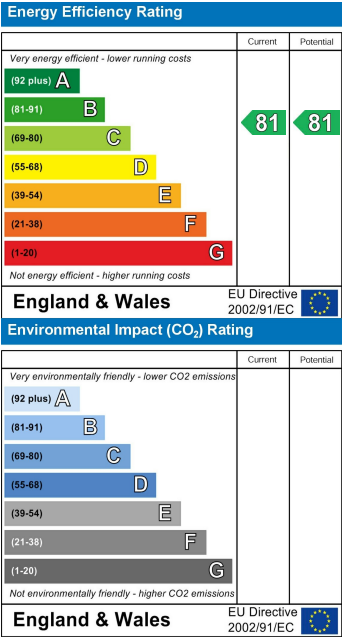 Energy Efficiency Rating
Current Potential
Very energy efficient - lower running costs
(92 plus) A
(81-91) B
81 81
(69-80) C
(55-68) D
(39-54) E
(21-38) F
(1-20) G
Not energy efficient - higher running costs
England & Wales
EU Directive
2002/91/EC
Environmental Impact (CO₂) Rating
Current Potential
Very environmentally friendly - lower CO2 emissions
(92 plus) A
(81-91) B
(69-80) C
(55-68) D
(39-54) E
(21-38) F
(1-20) G
Not environmentally friendly - higher CO2 emissions
England & Wales
EU Directive
2002/91/EC